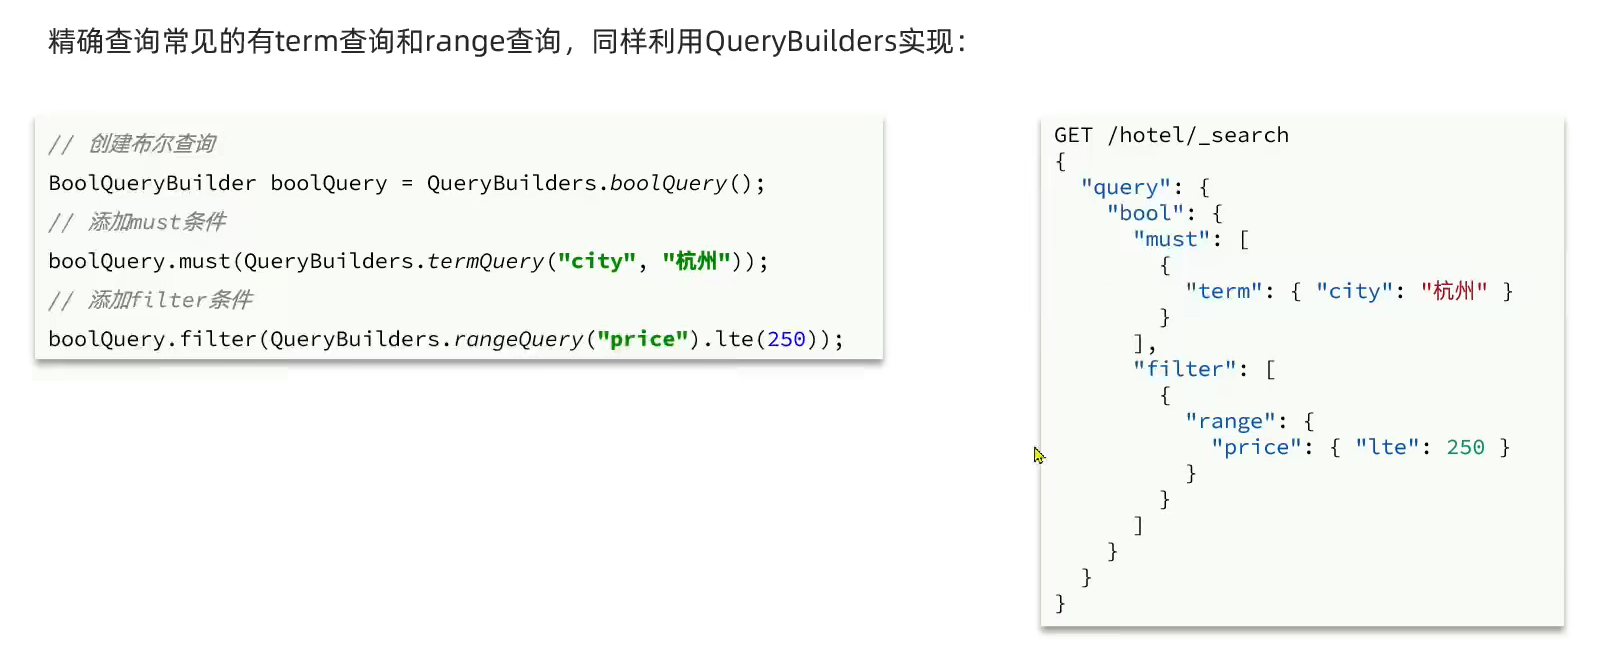 精确查询常见的有term查询和range查询，同样利用QueryBuilders实现：
// 创建布尔查询
BoolQueryBuilder boolQuery = QueryBuilders.boolQuery();
// 添加must条件
boolQuery.must(QueryBuilders.termQuery("city", "杭州"));
// 添加filter条件
boolQuery.filter(QueryBuilders.rangeQuery("price").lte(250));
GET /hotel/_search
{
  "query": {
    "bool": {
      "must": [
        {
          "term": { "city": "杭州" }
        }
      ],
      "filter": [
        {
          "range": {
            "price": { "lte": 250 }
          }
        }
      ]
    }
  }
}